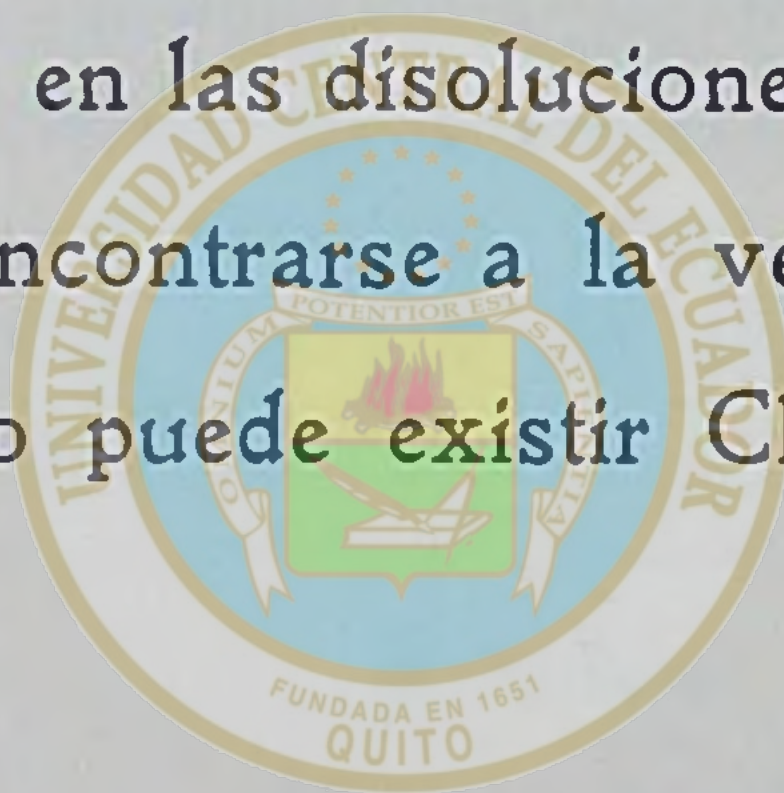 en las disolucione
ncontrarse a la ve
o puede existir Cl
UNIVERSIDAD CENTRAL DEL ECUADOR
OMNIUM POTENTIOR EST SAPIENTIA
FUNDADA EN 1651
QUITO